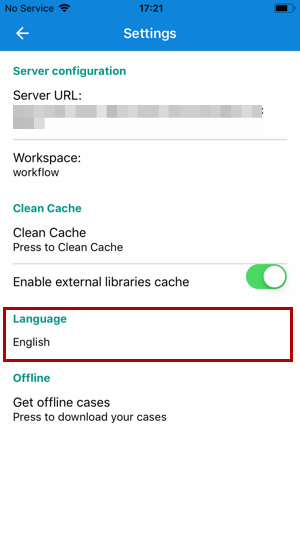 No Service 17:21
Settings
Server configuration
Server URL:
Workspace:
workflow
Clean Cache
Clean Cache
Press to Clean Cache
Enable external libraries cache
Language
English
Offline
Get offline cases
Press to download your cases